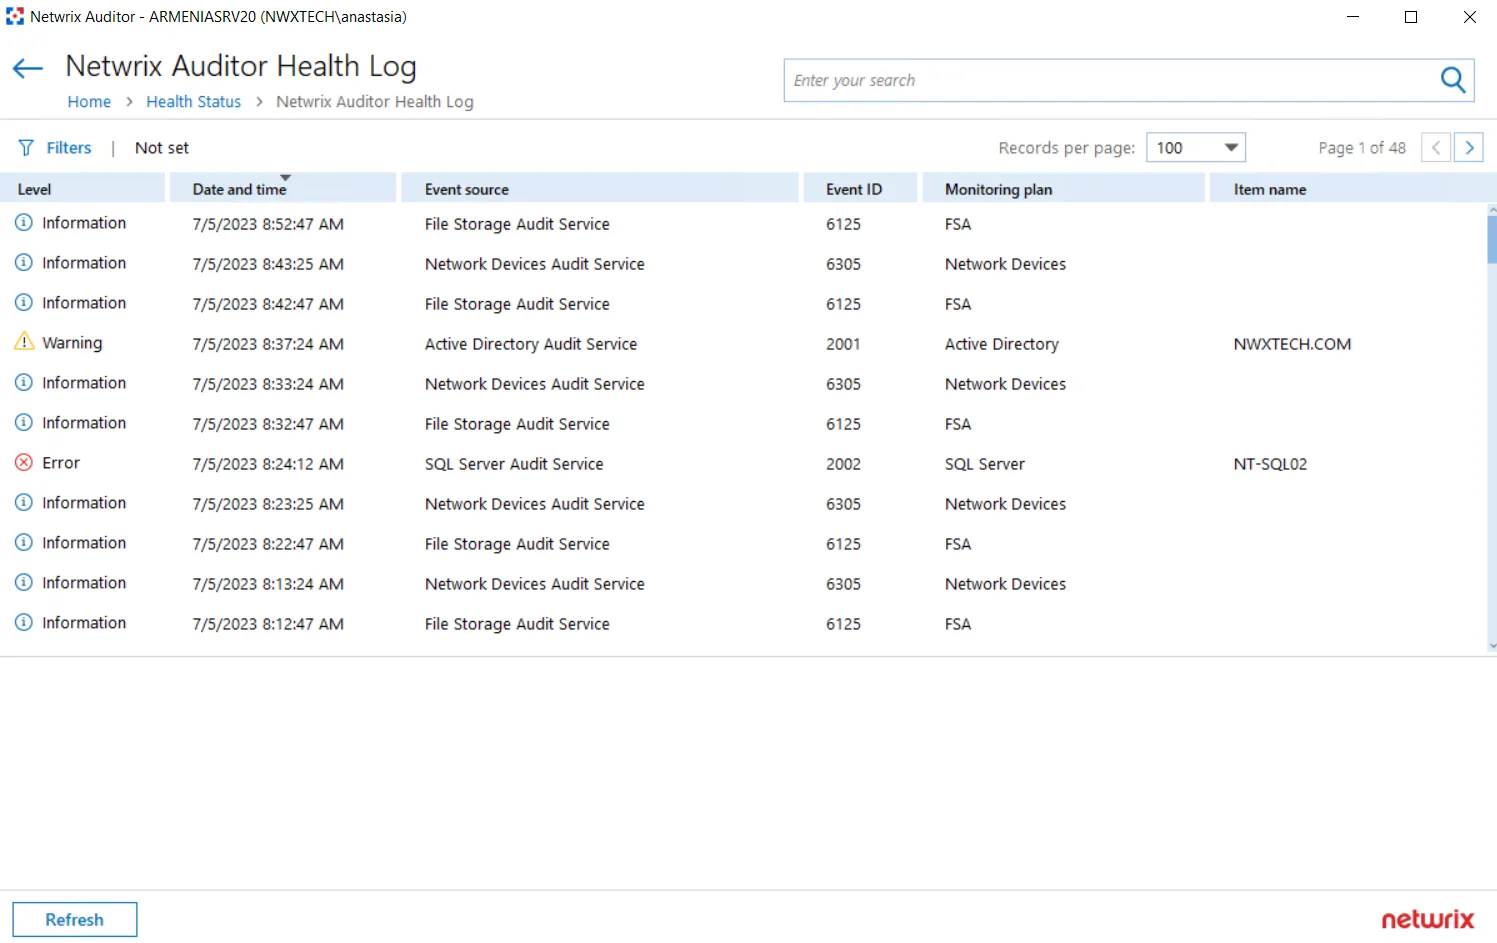 Netwrix Auditor - ARMENIASRV20 (NWXTECH\anastasia)
Netwrix Auditor Health Log
Home > Health Status > Netwrix Auditor Health Log
Enter your search
Filters | Not set
Records per page: 100
Page 1 of 48
Level Date and time Event source Event ID Monitoring plan Item name
Information 7/5/2023 8:52:47 AM File Storage Audit Service 6125 FSA
Information 7/5/2023 8:43:25 AM Network Devices Audit Service 6305 Network Devices
Information 7/5/2023 8:42:47 AM File Storage Audit Service 6125 FSA
Warning 7/5/2023 8:37:24 AM Active Directory Audit Service 2001 Active Directory NWXTECH.COM
Information 7/5/2023 8:33:24 AM Network Devices Audit Service 6305 Network Devices
Information 7/5/2023 8:32:47 AM File Storage Audit Service 6125 FSA
Error 7/5/2023 8:24:12 AM SQL Server Audit Service 2002 SQL Server NT-SQL02
Information 7/5/2023 8:23:25 AM Network Devices Audit Service 6305 Network Devices
Information 7/5/2023 8:22:47 AM File Storage Audit Service 6125 FSA
Information 7/5/2023 8:13:24 AM Network Devices Audit Service 6305 Network Devices
Information 7/5/2023 8:12:47 AM File Storage Audit Service 6125 FSA
Refresh
netwrix